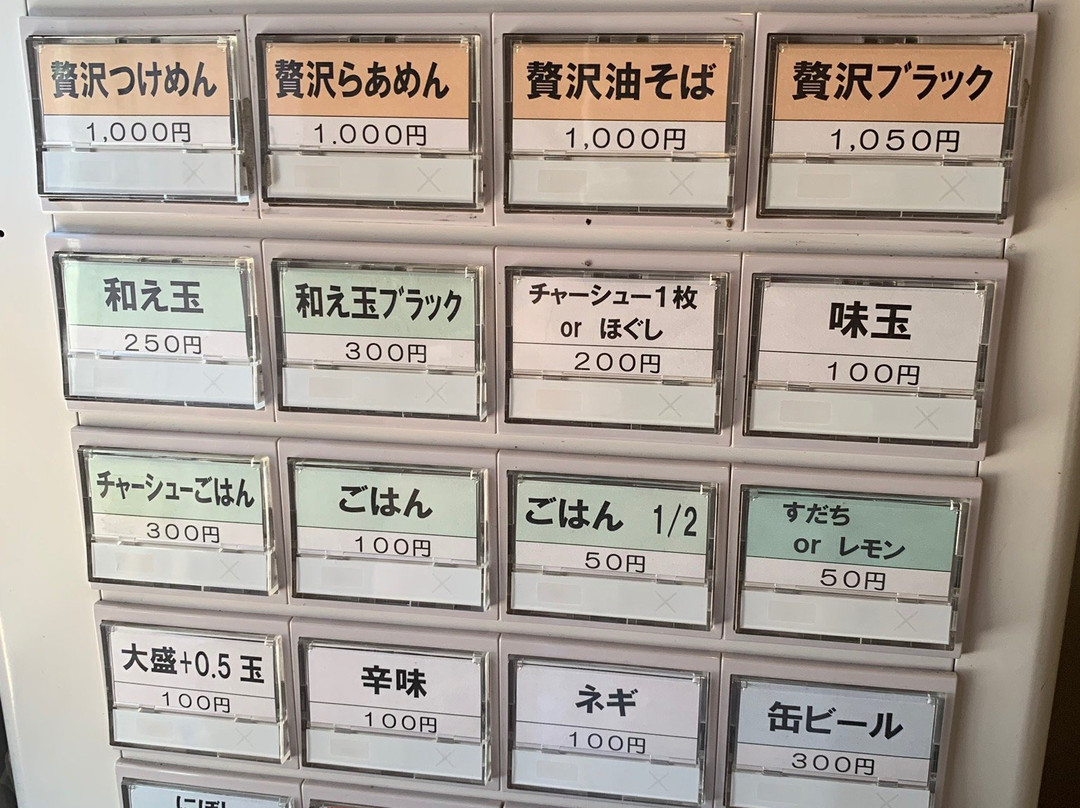 贅沢つけめん
1,000円
贅沢らあめん
1.000円
贅沢油そば
1,000円
贅沢ブラック
1,050円
和え玉
250円
和え玉ブラック
300円
チャーシュー1枚
or ほぐし
200円
味玉
100円
チャーシューごはん
300円
ごはん
100円
ごはん 1/2
50円
すだち
or レモン
50円
大盛+0.5玉
100円
辛味
100円
ネギ
100円
缶ビール
300円